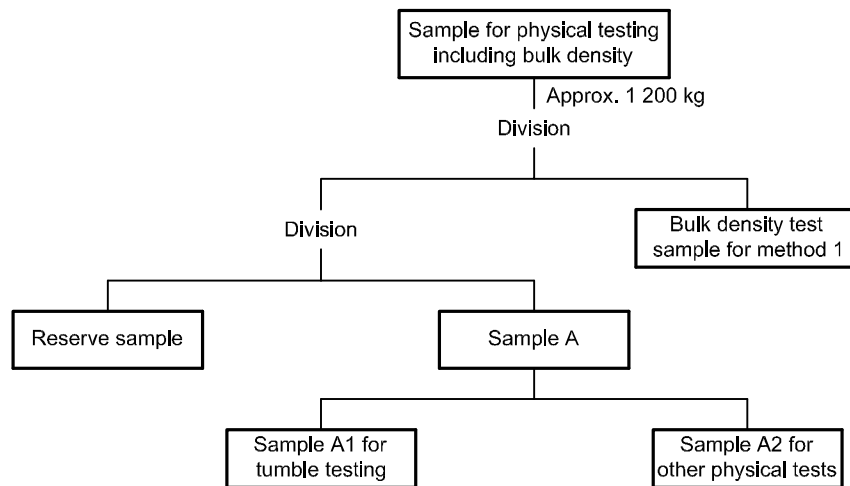 Sample for physical testing
including bulk density
Approx. 1 200 kg
Division
Bulk density test
sample for method 1
Division
Reserve sample
Sample A
Sample A1 for
tumble testing
Sample A2 for
other physical tests